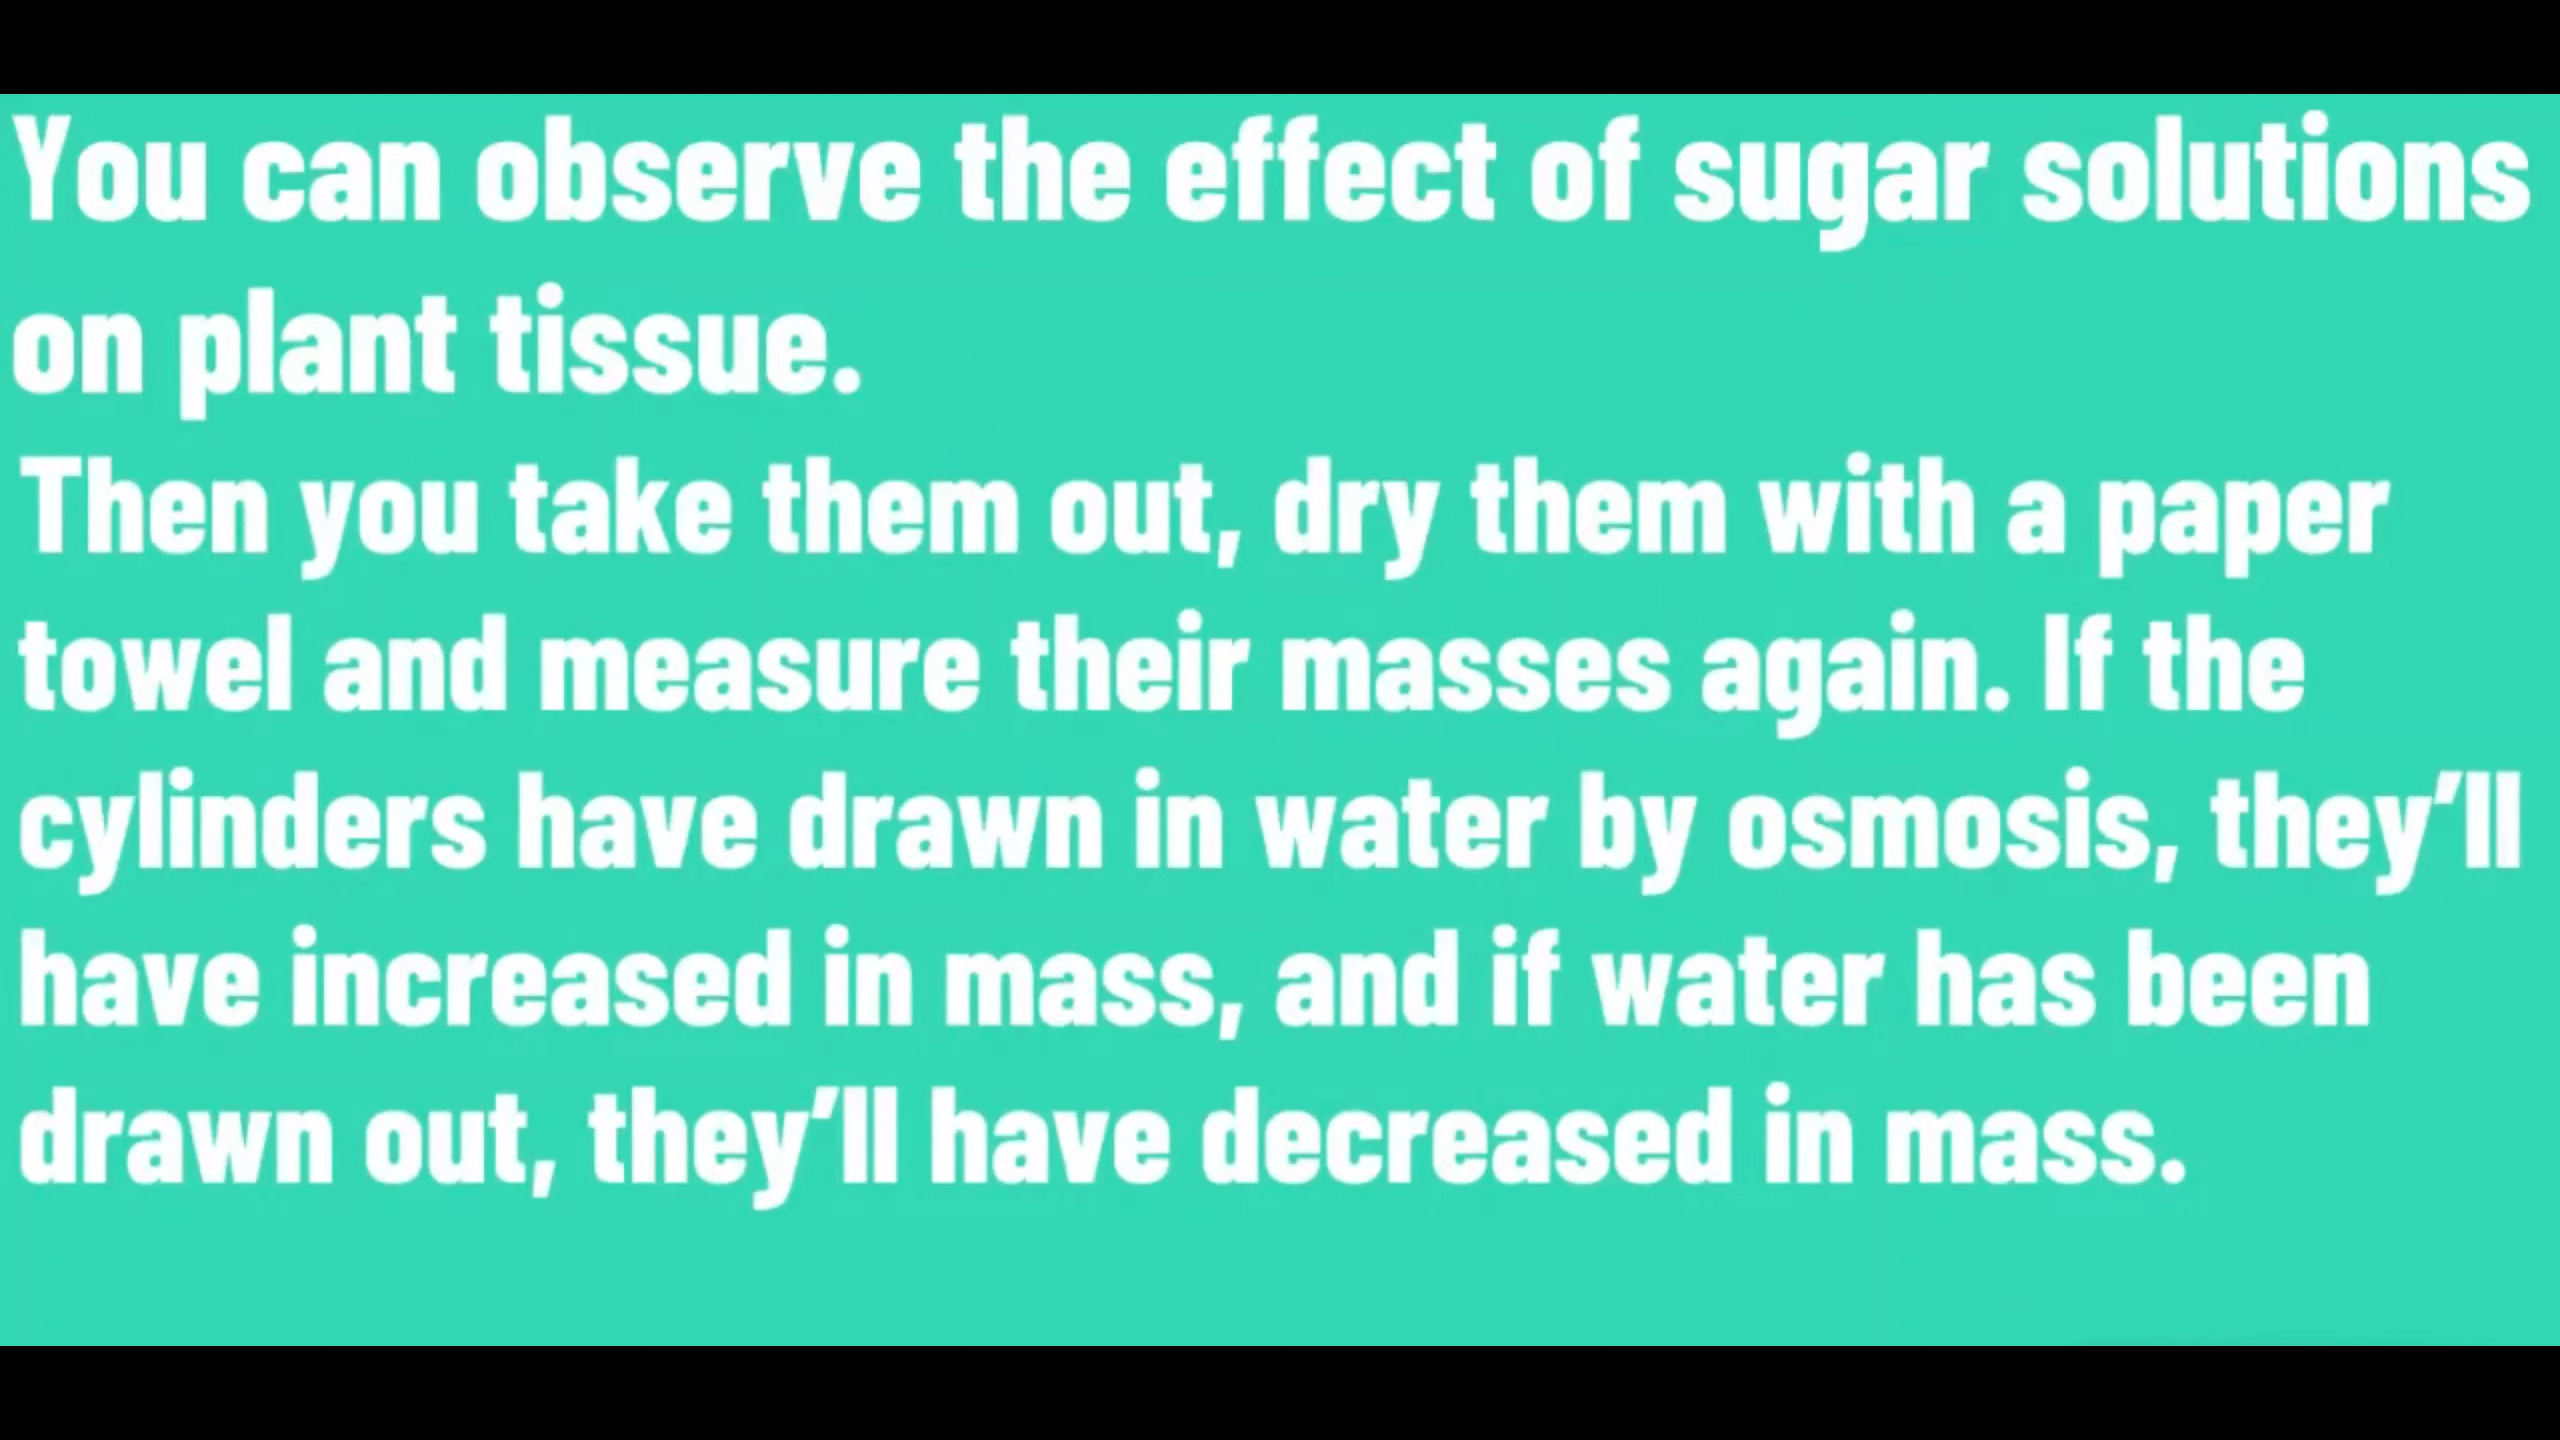 You can observe the effect of sugar solutions
on plant tissue.
Then you take them out, dry them with a paper
towel and measure their masses again. If the
cylinders have drawn in water by osmosis, they’ll
have increased in mass, and if water has been
drawn out, they’ll have decreased in mass.